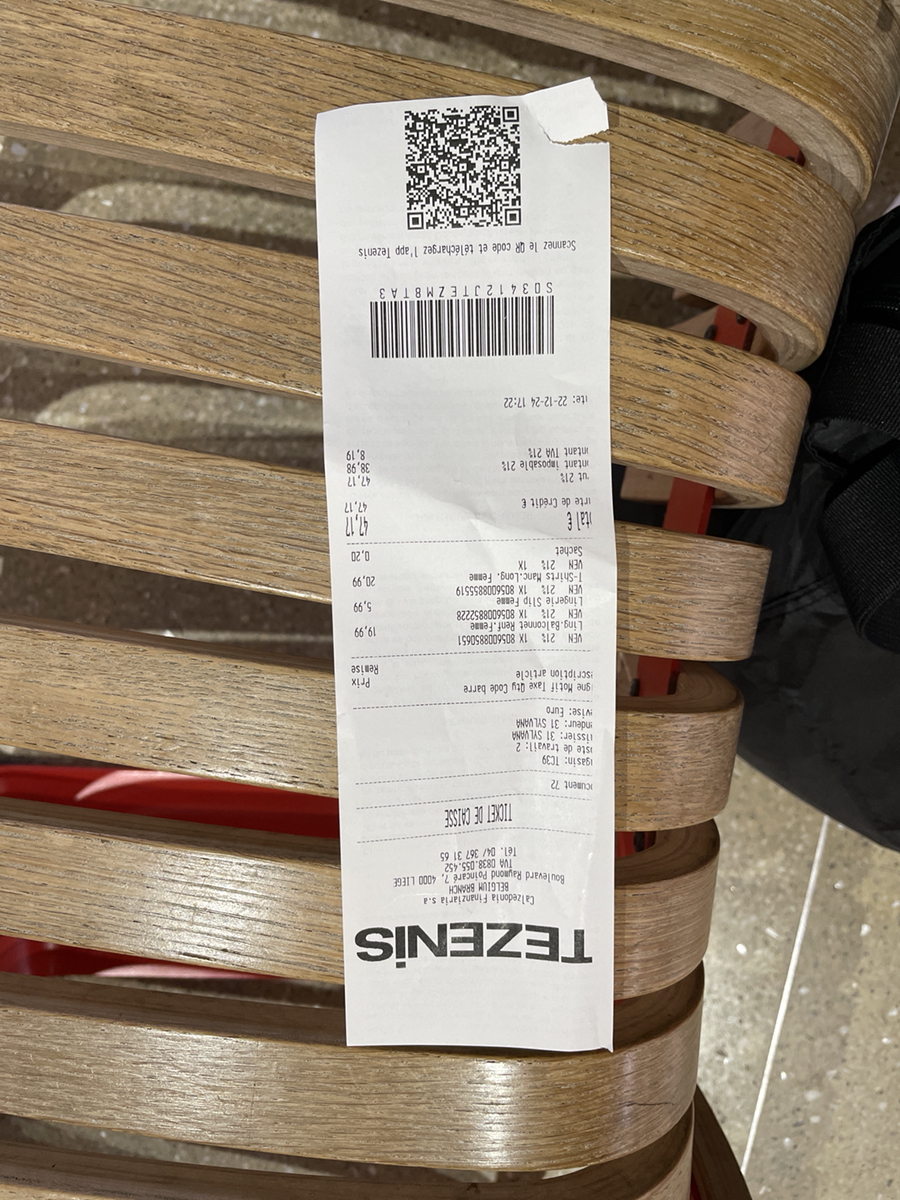 TEZENIS
Calzedonia Finanziaria s.a
BELGIUM BRANCH
Boulevard Raymond Poincaré 7, 4000 LIEGE
TVA 0838.055.452
Tél. 04/ 367 31 65
TICKET DE CAISSE
cument 72
gasin: TC39
ste de travail: 2
issier: 31 SYLVANA
ndeur: 31 SYLVANA
vise: Euro
gne Motif Taxe Qty Code barre Prix
scription article Remise
VEN 21% 1X 8056008850651
Ling.Balconnet Renf.Femme 19,99
VEN 21% 1X 8056008852228
Lingerie Slip Femme 5,99
VEN 21% 1X 8056008855519
T-Shirts Manc.Long. Femme 20,99
VEN 21% 1X
Sachet 0,20
tal € 47,17
rte de Crédit € 47,17
ut 21% 47,17
ntant imposable 21% 38,98
ntant TVA 21% 8,19
te: 22-12-24 17:22
S03412JTEZM8TA3
Scannez le QR code et téléchargez l'app Tezenis